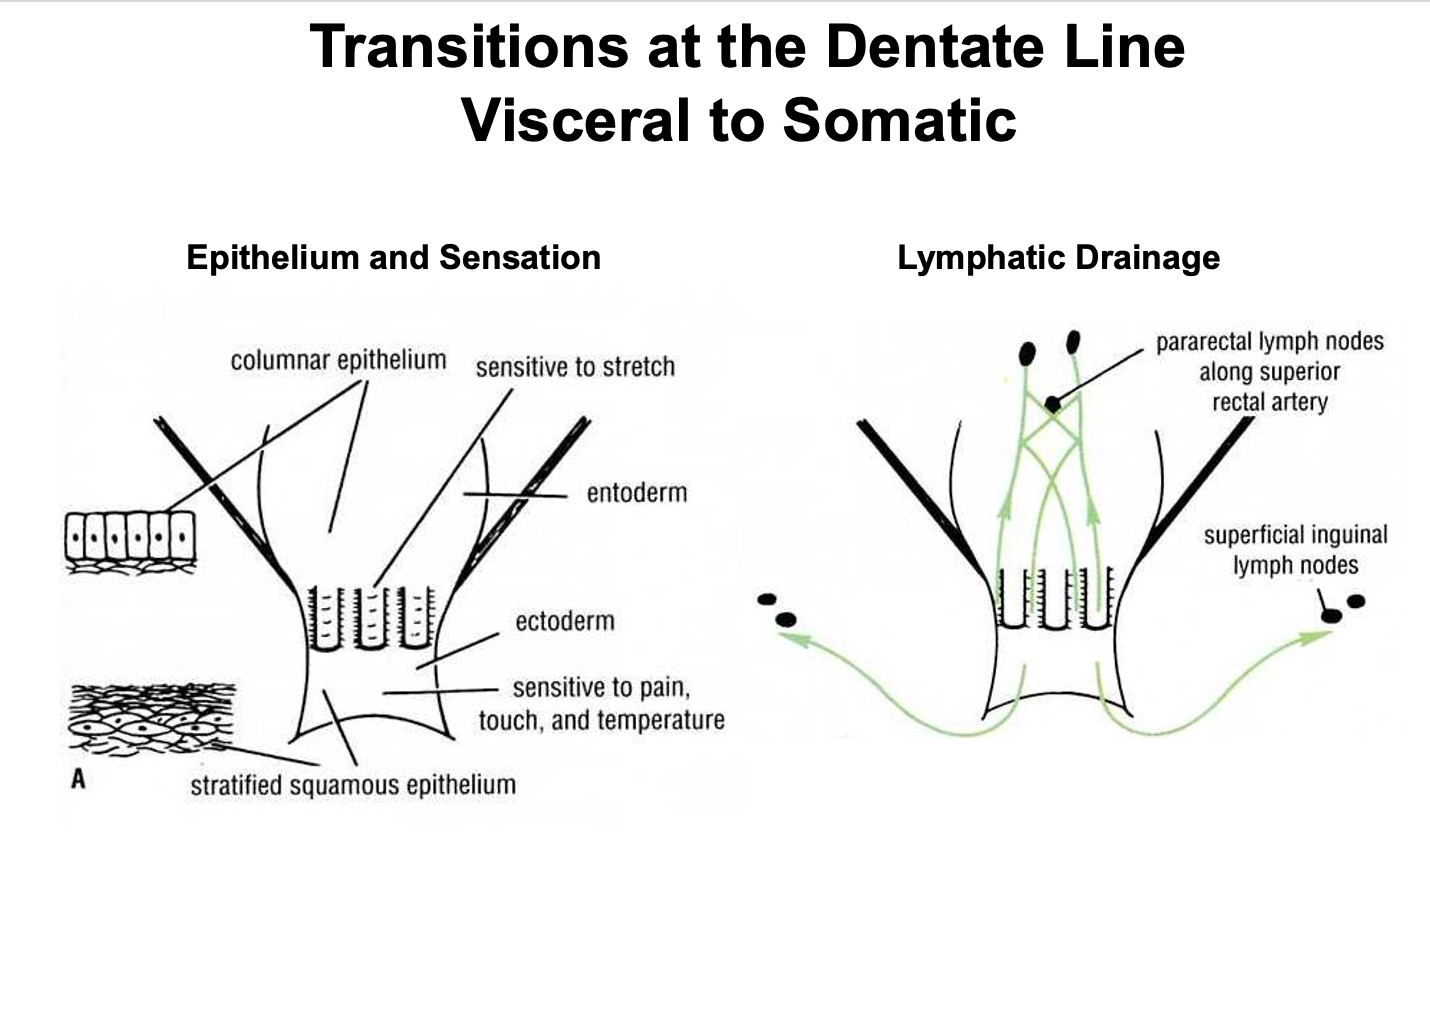 Transitions at the Dentate Line
Visceral to Somatic
Epithelium and Sensation
columnar epithelium
sensitive to stretch
entoderm
ectoderm
sensitive to pain,
touch, and temperature
stratified squamous epithelium
A
Lymphatic Drainage
pararectal lymph nodes
along superior
rectal artery
superficial inguinal
lymph nodes